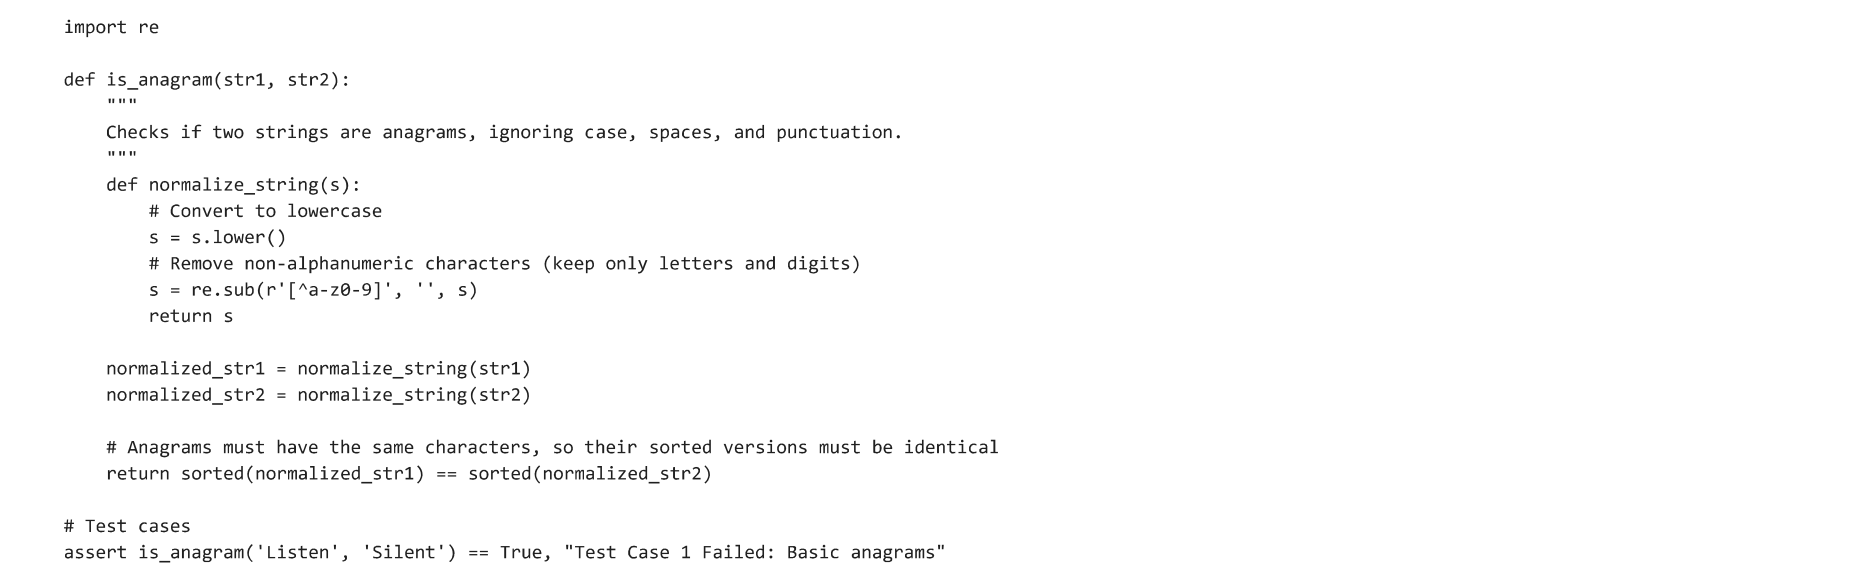 import re

def is_anagram(str1, str2):
    """
    Checks if two strings are anagrams, ignoring case, spaces, and punctuation.
    """
    def normalize_string(s):
        # Convert to lowercase
        s = s.lower()
        # Remove non-alphanumeric characters (keep only letters and digits)
        s = re.sub(r'[^a-z0-9]', '', s)
        return s

    normalized_str1 = normalize_string(str1)
    normalized_str2 = normalize_string(str2)

    # Anagrams must have the same characters, so their sorted versions must be identical
    return sorted(normalized_str1) == sorted(normalized_str2)

# Test cases
assert is_anagram('Listen', 'Silent') == True, "Test Case 1 Failed: Basic anagrams"